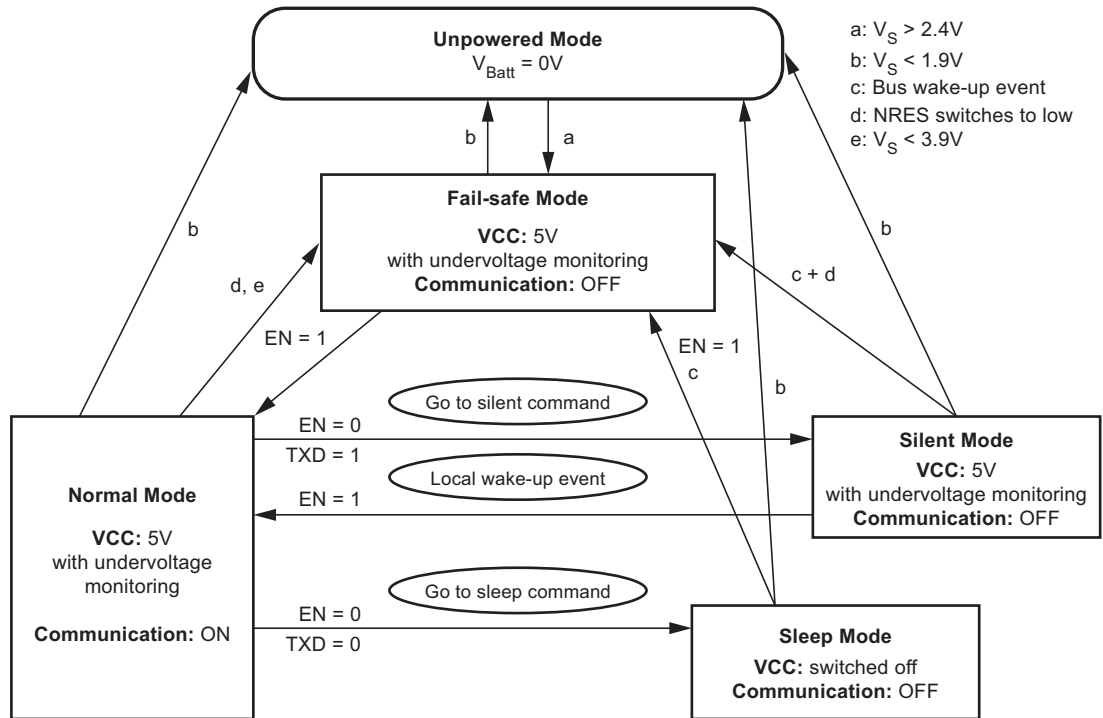 Unpowered Mode
V_Batt = 0V
a: V_S > 2.4V
b: V_S < 1.9V
c: Bus wake-up event
d: NRES switches to low
e: V_S < 3.9V
b
a
Fail-safe Mode
VCC: 5V
with undervoltage monitoring
Communication: OFF
b
b
d, e
c + d
EN = 1
EN = 1
c
b
Go to silent command
EN = 0
TXD = 1
Local wake-up event
EN = 1
Silent Mode
VCC: 5V
with undervoltage monitoring
Communication: OFF
Normal Mode
VCC: 5V
with undervoltage
monitoring
Communication: ON
Go to sleep command
EN = 0
TXD = 0
Sleep Mode
VCC: switched off
Communication: OFF